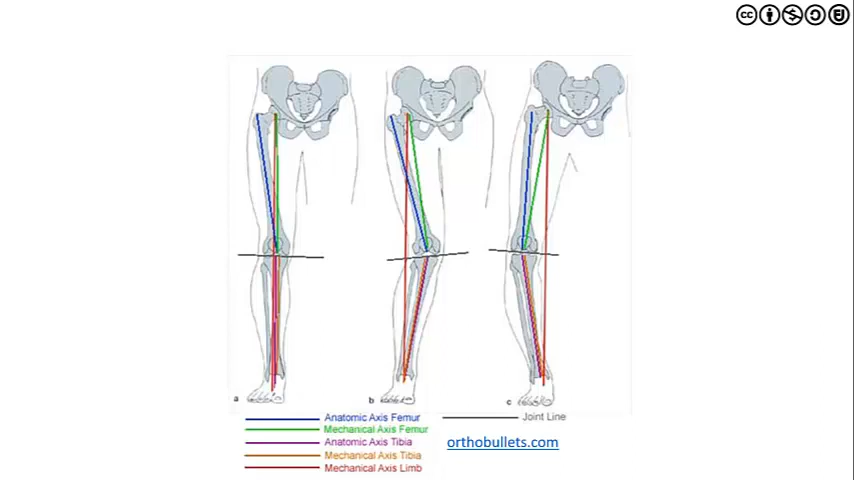 cc
a
b
c
Anatomic Axis Femur
Joint Line
Mechanical Axis Femur
Anatomic Axis Tibia
orthobullets.com
Mechanical Axis Tibia
Mechanical Axis Limb